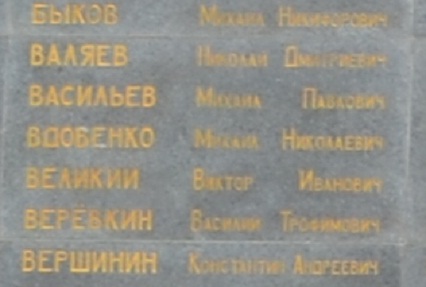 БЫКОВ Михаил Никифорович
ВАЛЯЕВ Николай Дмитриевич
ВАСИЛЬЕВ Михаил Павлович
ВДОВЕНКО Михаил Николаевич
ВЕЛИКИЙ Виктор Иванович
ВЕРЁВКИН Василий Трофимович
ВЕРШИНИН Константин Андреевич